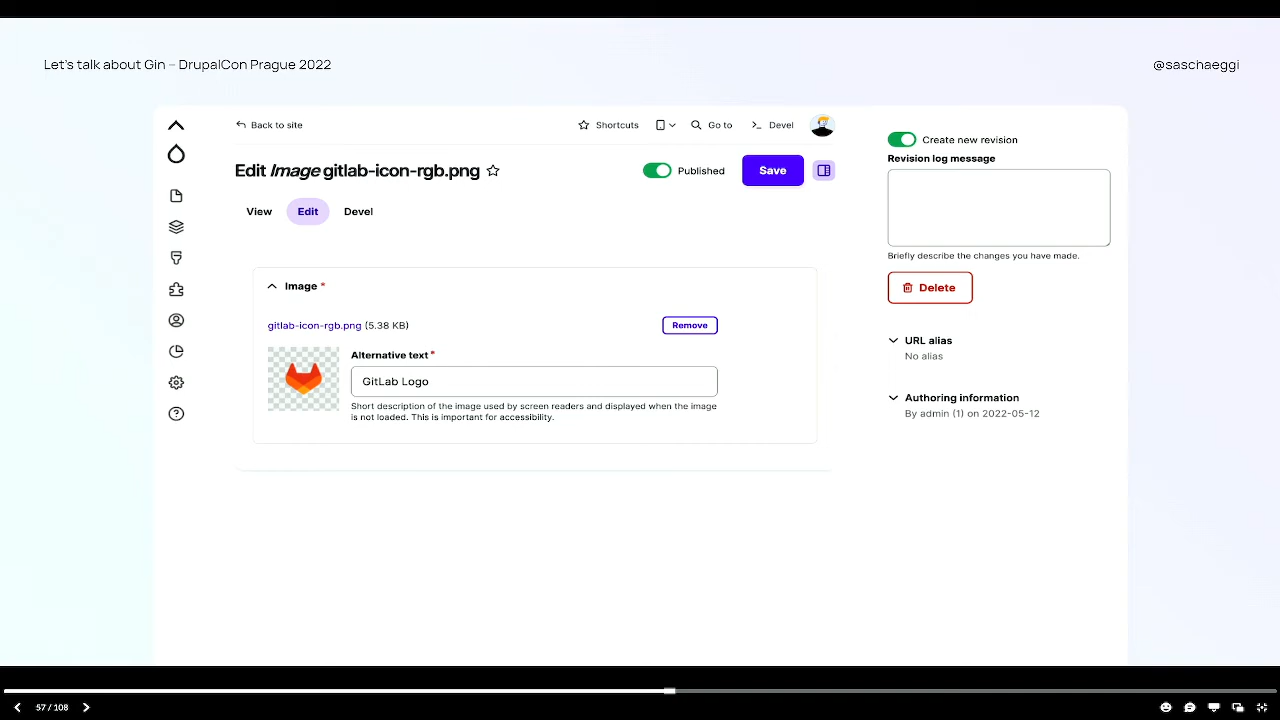 Let's talk about Gin – DrupalCon Prague 2022
@saschaeggi
Back to site
Shortcuts
Go to
Devel
Edit Image gitlab-icon-rgb.png
Published
Save
View
Edit
Devel
Image *
gitlab-icon-rgb.png (5.38 KB)
Remove
Alternative text *
GitLab Logo
Short description of the image used by screen readers and displayed when the image
is not loaded. This is important for accessibility.
Create new revision
Revision log message
Briefly describe the changes you have made.
Delete
URL alias
No alias
Authoring information
By admin (1) on 2022-05-12
57 / 108